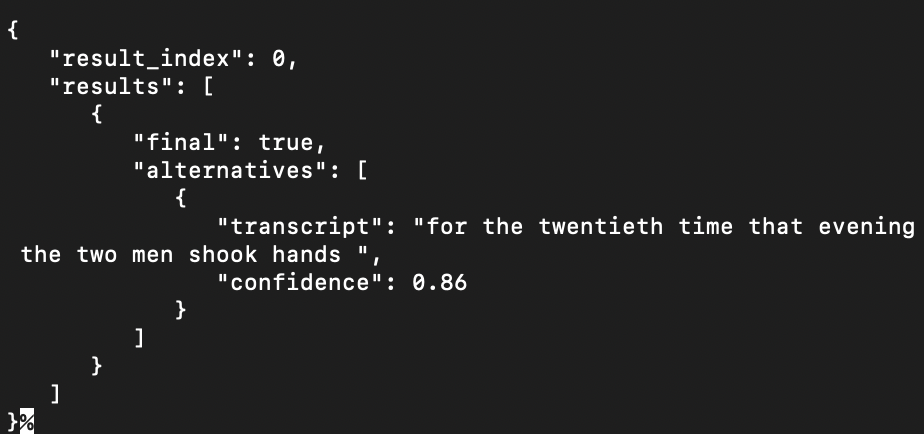 {
   "result_index": 0,
   "results": [
      {
         "final": true,
         "alternatives": [
            {
               "transcript": "for the twentieth time that evening
 the two men shook hands ",
               "confidence": 0.86
            }
         ]
      }
   ]
}%